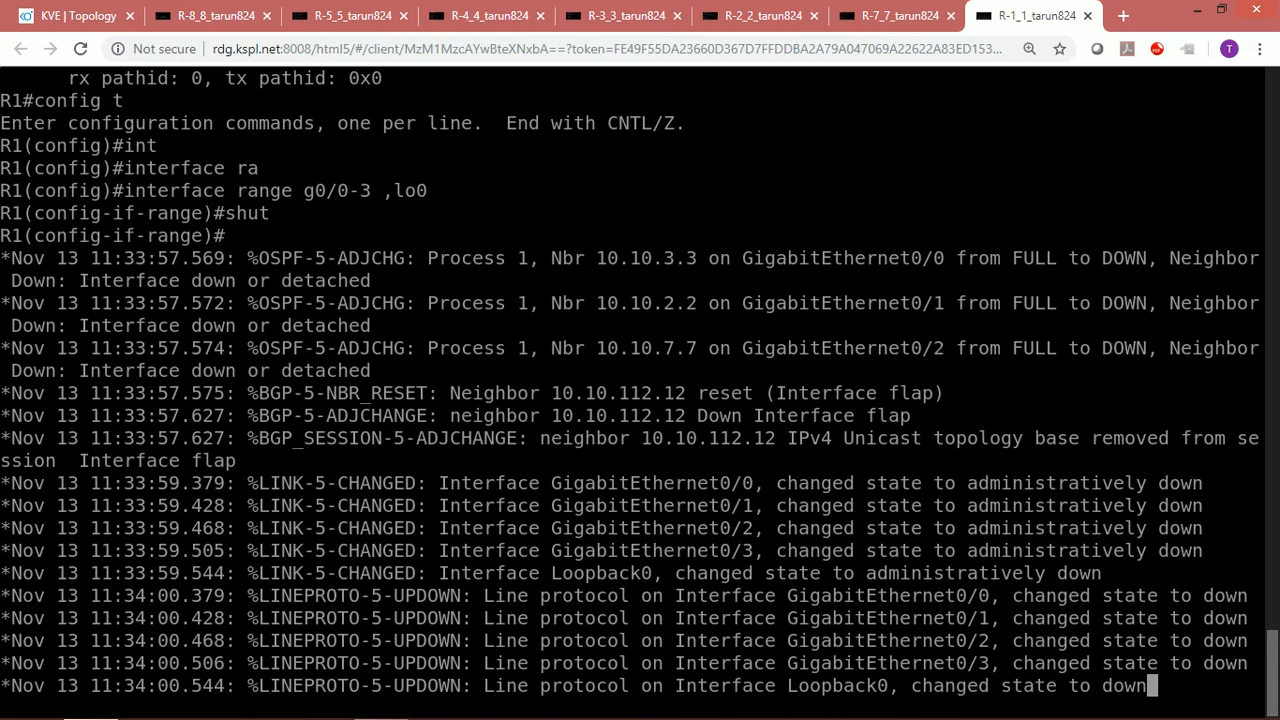 KVE | Topology
R-8_8_tarun824
R-5_5_tarun824
R-4_4_tarun824
R-3_3_tarun824
R-2_2_tarun824
R-7_7_tarun824
R-1_1_tarun824
Not secure | rdg.kspl.net:8008/html5/#/client/MzM1MzcAYwBteXNxbA==?token=FE49F55DA23660D367D7FFDDBA2A79A047069A22622A83ED153...
T
rx pathid: 0, tx pathid: 0x0
R1#config t
Enter configuration commands, one per line.  End with CNTL/Z.
R1(config)#int
R1(config)#interface ra
R1(config)#interface range g0/0-3 ,lo0
R1(config-if-range)#shut
R1(config-if-range)#
*Nov 13 11:33:57.569: %OSPF-5-ADJCHG: Process 1, Nbr 10.10.3.3 on GigabitEthernet0/0 from FULL to DOWN, Neighbor
Down: Interface down or detached
*Nov 13 11:33:57.572: %OSPF-5-ADJCHG: Process 1, Nbr 10.10.2.2 on GigabitEthernet0/1 from FULL to DOWN, Neighbor
Down: Interface down or detached
*Nov 13 11:33:57.574: %OSPF-5-ADJCHG: Process 1, Nbr 10.10.7.7 on GigabitEthernet0/2 from FULL to DOWN, Neighbor
Down: Interface down or detached
*Nov 13 11:33:57.575: %BGP-5-NBR_RESET: Neighbor 10.10.112.12 reset (Interface flap)
*Nov 13 11:33:57.627: %BGP-5-ADJCHANGE: neighbor 10.10.112.12 Down Interface flap
*Nov 13 11:33:57.627: %BGP_SESSION-5-ADJCHANGE: neighbor 10.10.112.12 IPv4 Unicast topology base removed from se
ssion  Interface flap
*Nov 13 11:33:59.379: %LINK-5-CHANGED: Interface GigabitEthernet0/0, changed state to administratively down
*Nov 13 11:33:59.428: %LINK-5-CHANGED: Interface GigabitEthernet0/1, changed state to administratively down
*Nov 13 11:33:59.468: %LINK-5-CHANGED: Interface GigabitEthernet0/2, changed state to administratively down
*Nov 13 11:33:59.505: %LINK-5-CHANGED: Interface GigabitEthernet0/3, changed state to administratively down
*Nov 13 11:33:59.544: %LINK-5-CHANGED: Interface Loopback0, changed state to administratively down
*Nov 13 11:34:00.379: %LINEPROTO-5-UPDOWN: Line protocol on Interface GigabitEthernet0/0, changed state to down
*Nov 13 11:34:00.428: %LINEPROTO-5-UPDOWN: Line protocol on Interface GigabitEthernet0/1, changed state to down
*Nov 13 11:34:00.468: %LINEPROTO-5-UPDOWN: Line protocol on Interface GigabitEthernet0/2, changed state to down
*Nov 13 11:34:00.506: %LINEPROTO-5-UPDOWN: Line protocol on Interface GigabitEthernet0/3, changed state to down
*Nov 13 11:34:00.544: %LINEPROTO-5-UPDOWN: Line protocol on Interface Loopback0, changed state to down